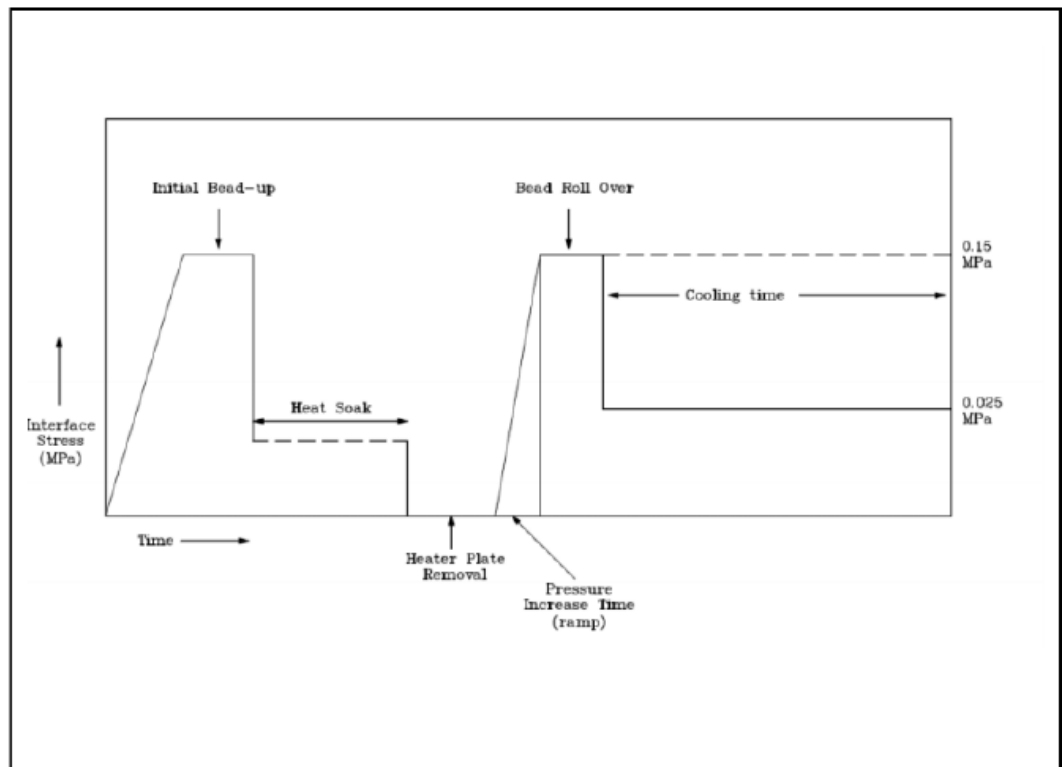 Initial Bead-up
Bead Roll Over
0.15
MPa
Cooling time
Heat Soak
0.025
MPa
Interface
Stress
(MPa)
Time
Heater Plate
Removal
Pressure
Increase Time
(ramp)